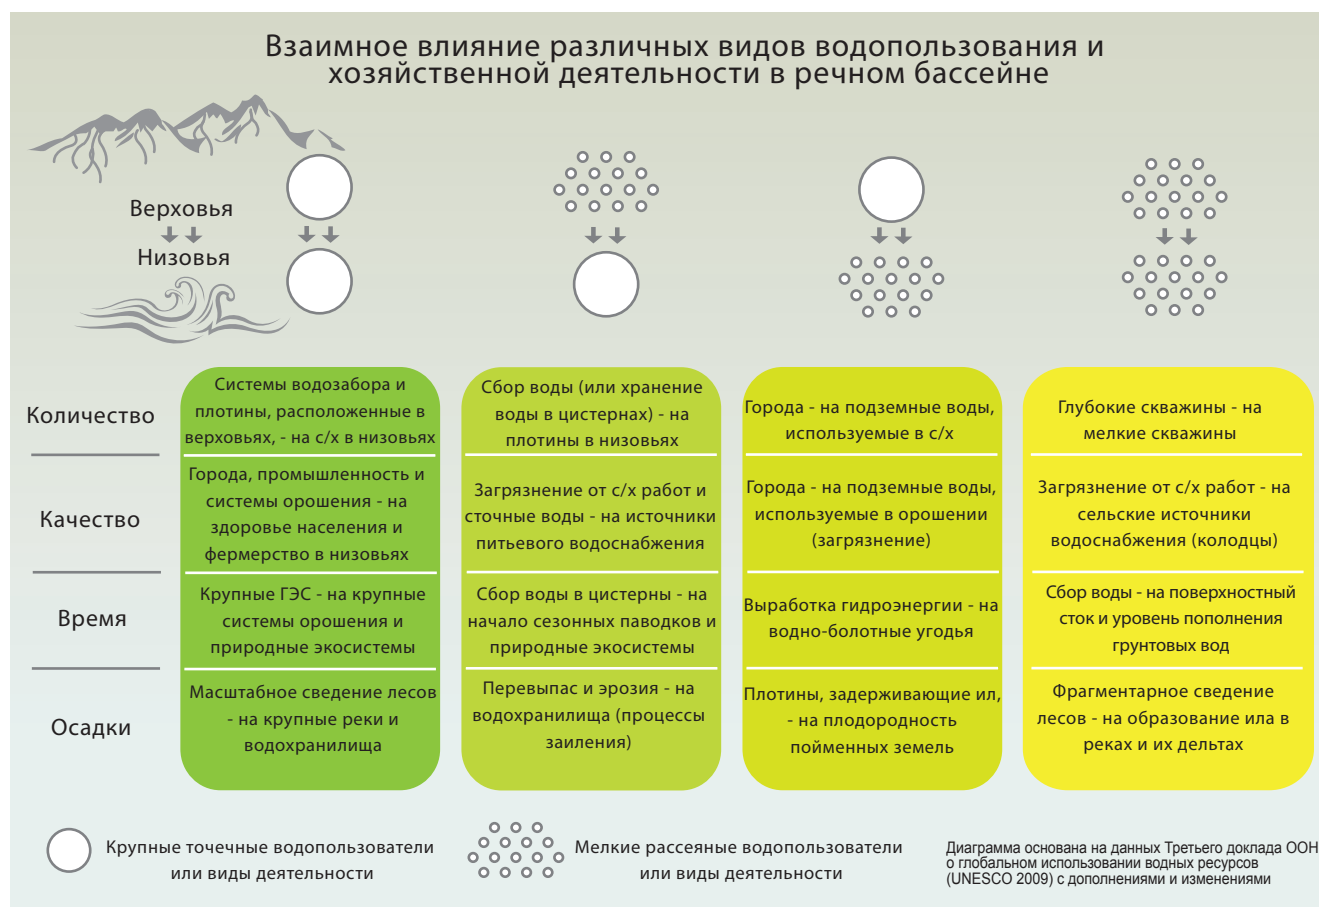 Взаимное влияние различных видов водопользования и
хозяйственной деятельности в речном бассейне
Верховья
Низовья
Количество
Системы водозабора и
плотины, расположенные в
верховьях, - на с/х в низовьях
Сбор воды (или хранение
воды в цистернах) - на
плотины в низовьях
Города - на подземные воды,
используемые в с/х
Глубокие скважины - на
мелкие скважины
Качество
Города, промышленность и
системы орошения - на
здоровье населения и
фермерство в низовьях
Загрязнение от с/х работ и
сточные воды - на источники
питьевого водоснабжения
Города - на подземные воды,
используемые в орошении
(загрязнение)
Загрязнение от с/х работ - на
сельские источники
водоснабжения (колодцы)
Время
Крупные ГЭС - на крупные
системы орошения и
природные экосистемы
Сбор воды в цистерны - на
начало сезонных паводков и
природные экосистемы
Выработка гидроэнергии - на
водно-болотные угодья
Сбор воды - на поверхностный
сток и уровень пополнения
грунтовых вод
Осадки
Масштабное сведение лесов
- на крупные реки и
водохранилища
Перевыпас и эрозия - на
водохранилища (процессы
заиления)
Плотины, задерживающие ил,
- на плодородность
пойменных земель
Фрагментарное сведение
лесов - на образование ила в
реках и их дельтах
Крупные точечные водопользователи
или виды деятельности
Мелкие рассеяные водопользователи
или виды деятельности
Диаграмма основана на данных Третьего доклада ООН
о глобальном использовании водных ресурсов
(UNESCO 2009) с дополнениями и изменениями